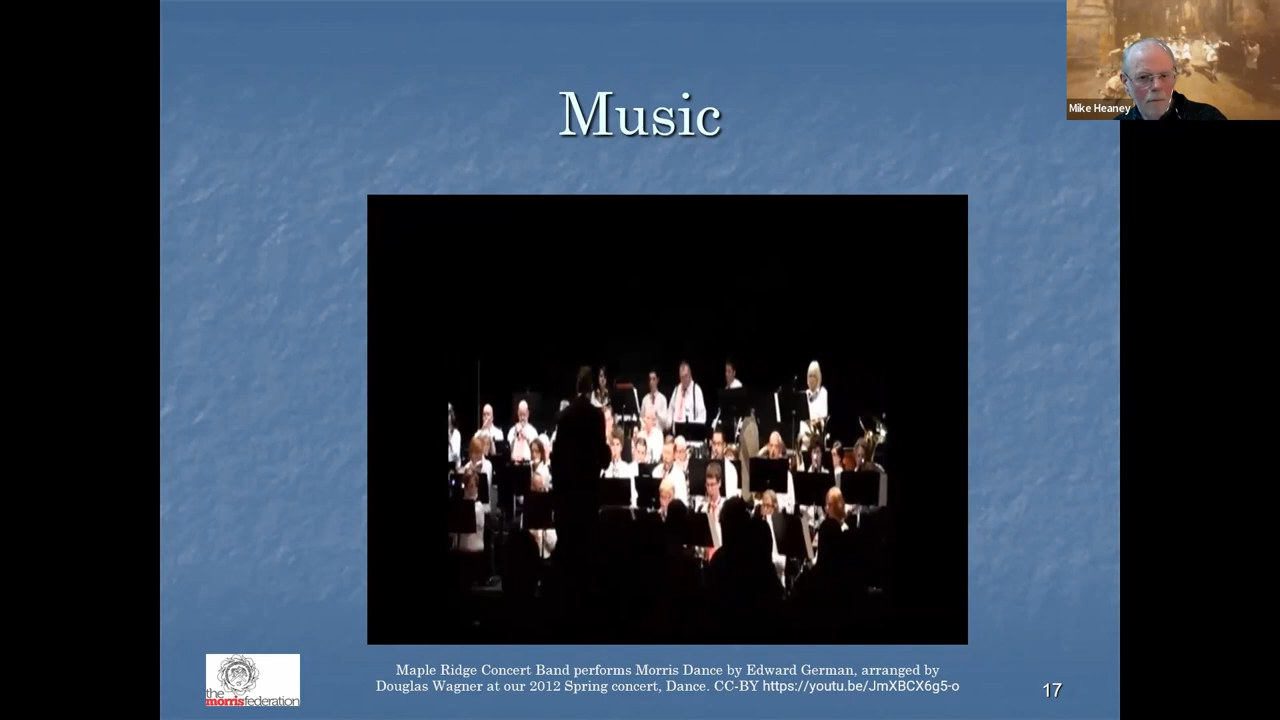 Music
Mike Heaney
Maple Ridge Concert Band performs Morris Dance by Edward German, arranged by
Douglas Wagner at our 2012 Spring concert, Dance. CC-BY https://youtu.be/JmXBCX6g5-o
the
morrisfederation
17